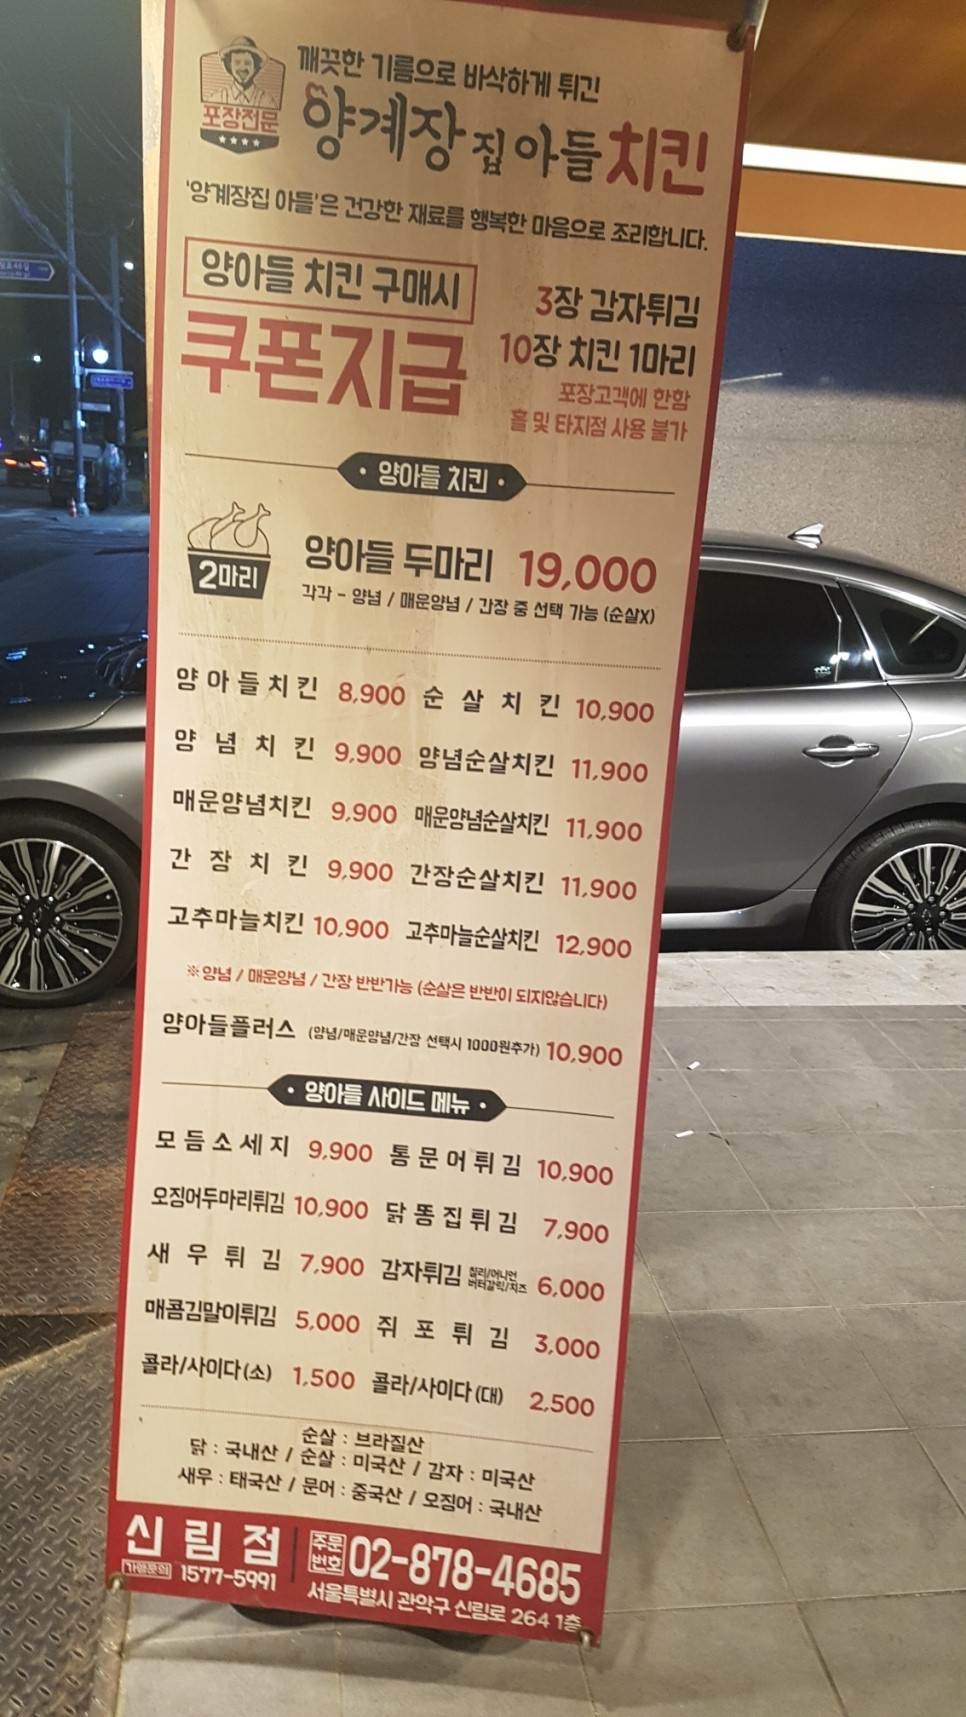 포장전문
깨끗한 기름으로 바삭하게 튀긴
양계장집아들치킨
'양계장집 아들'은 건강한 재료를 행복한 마음으로 조리합니다.
양아들 치킨 구매시
쿠폰지급
3장 감자튀김
10장 치킨 1마리
포장고객에 한함
홀 및 타지점 사용 불가
• 양아들 치킨 •
2마리
양아들 두마리 19,000
각각 - 양념 / 매운양념 / 간장 중 선택 가능 (순살X)
양아들치킨 8,900 순살치킨 10,900
양념치킨 9,900 양념순살치킨 11,900
매운양념치킨 9,900 매운양념순살치킨 11,900
간장치킨 9,900 간장순살치킨 11,900
고추마늘치킨 10,900 고추마늘순살치킨 12,900
※양념 / 매운양념 / 간장 반반가능 (순살은 반반이 되지않습니다)
양아들플러스 (양념/매운양념/간장 선택시 1000원추가) 10,900
• 양아들 사이드 메뉴 •
모듬소세지 9,900 통문어튀김 10,900
오징어두마리튀김 10,900 닭똥집튀김 7,900
새우튀김 7,900 감자튀김 칠리/어니언 버터갈릭/치즈 6,000
매콤김말이튀김 5,000 쥐포튀김 3,000
콜라/사이다(소) 1,500 콜라/사이다(대) 2,500
순살 : 브라질산
닭 : 국내산 / 순살 : 미국산 / 감자 : 미국산
새우 : 태국산 / 문어 : 중국산 / 오징어 : 국내산
신림점
가맹문의 1577-5991
주문번호 02-878-4685
서울특별시 관악구 신림로 264 1층